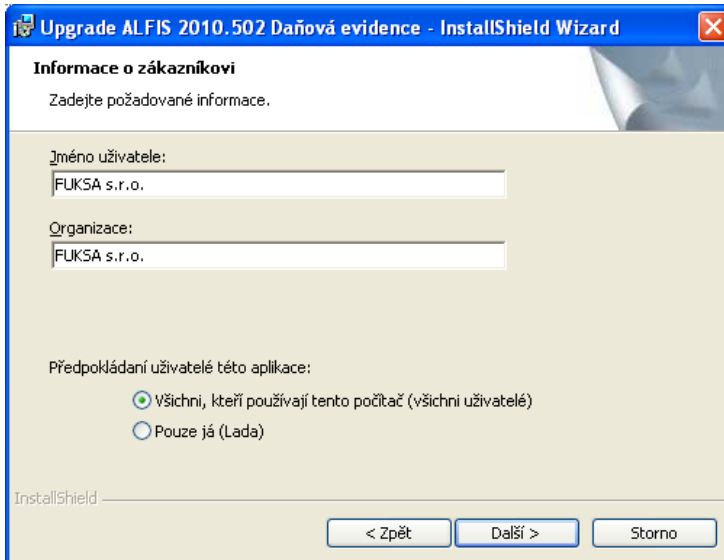 Upgrade ALFIS 2010.502 Daňová evidence - InstallShield Wizard
Informace o zákazníkovi
Zadejte požadované informace.
Jméno uživatele:
FUKSA s.r.o.
Organizace:
FUKSA s.r.o.
Předpokládaní uživatelé této aplikace:
Všichni, kteří používají tento počítač (všichni uživatelé)
Pouze já (Lada)
InstallShield
< Zpět Další > Storno